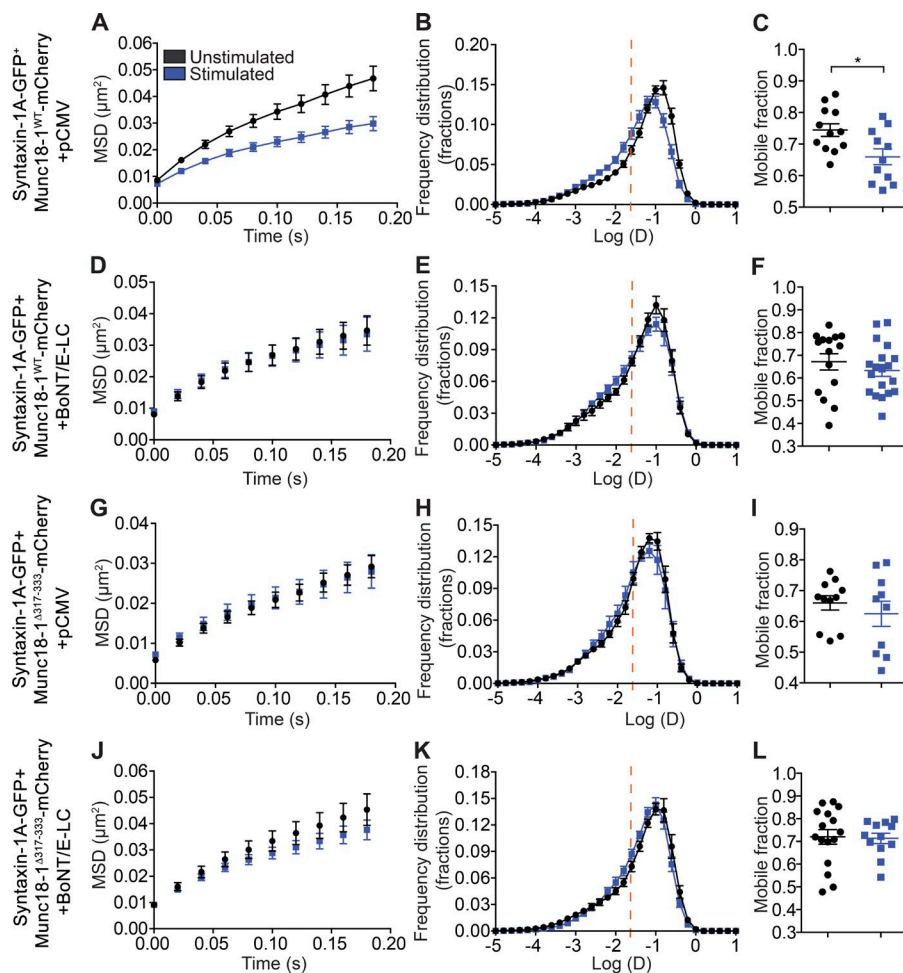 A
B
C
Syntaxin-1A-GFP+
Munc18-1WT-mCherry
+pCMV
MSD (µm2)
0.06
0.05
0.04
0.03
0.02
0.01
0.00
Unstimulated
Stimulated
0.00 0.05 0.10 0.15 0.20
Time (s)
Frequency distribution
(fractions)
0.20
0.15
0.10
0.05
0.00
-5 -4 -3 -2 -1 0 1
Log (D)
Mobile fraction
1.0
0.9
0.8
0.7
0.6
0.5
*
D
E
F
Syntaxin-1A-GFP+
Munc18-1WT-mCherry
+BoNT/E-LC
MSD (µm2)
0.05
0.04
0.03
0.02
0.01
0.00
0.00 0.05 0.10 0.15 0.20
Time (s)
Frequency distribution
(fractions)
0.15
0.12
0.09
0.06
0.03
0.00
-5 -4 -3 -2 -1 0 1
Log (D)
Mobile fraction
1.0
0.9
0.8
0.7
0.6
0.5
0.4
0.3
G
H
I
Syntaxin-1A-GFP+
Munc18-1Δ317-333-mCherry
+pCMV
MSD (µm2)
0.04
0.03
0.02
0.01
0.00
0.00 0.05 0.10 0.15 0.20
Time (s)
Frequency distribution
(fractions)
0.15
0.12
0.09
0.06
0.03
0.00
-5 -4 -3 -2 -1 0 1
Log (D)
Mobile fraction
0.9
0.8
0.7
0.6
0.5
0.4
J
K
L
Syntaxin-1A-GFP+
Munc18-1Δ317-333-mCherry
+BoNT/E-LC
MSD (µm2)
0.06
0.05
0.04
0.03
0.02
0.01
0.00
0.00 0.05 0.10 0.15 0.20
Time (s)
Frequency distribution
(fractions)
0.18
0.15
0.12
0.09
0.06
0.03
0.00
-5 -4 -3 -2 -1 0 1
Log (D)
Mobile fraction
1.0
0.9
0.8
0.7
0.6
0.5
0.4
0.3